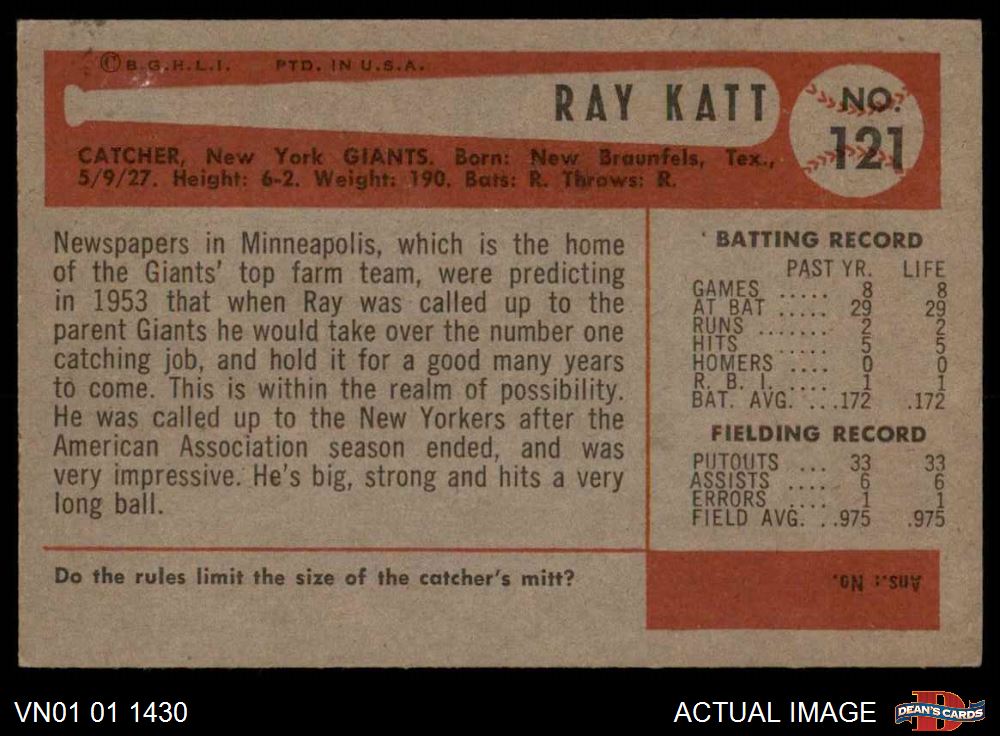 © B.G.H.L.I. PTD. IN U.S.A.
RAY KATT
NO.
121
CATCHER, New York GIANTS. Born: New Braunfels, Tex.,
5/9/27. Height: 6-2. Weight: 190. Bats: R. Throws: R.
Newspapers in Minneapolis, which is the home
of the Giants' top farm team, were predicting
in 1953 that when Ray was called up to the
parent Giants he would take over the number one
catching job, and hold it for a good many years
to come. This is within the realm of possibility.
He was called up to the New Yorkers after the
American Association season ended, and was
very impressive. He's big, strong and hits a very
long ball.
BATTING RECORD
PAST YR. LIFE
GAMES ..... 8 8
AT BAT ..... 29 29
RUNS ....... 2 2
HITS ..... 5 5
HOMERS .... 0 0
R. B. I. .... 1 1
BAT. AVG. ....172 .172
FIELDING RECORD
PUTOUTS ... 33 33
ASSISTS .... 6 6
ERRORS .... 1 1
FIELD AVG. ..975 .975
Do the rules limit the size of the catcher's mitt?
Ans.: No.
VN01 01 1430
ACTUAL IMAGE
DEAN'S CARDS